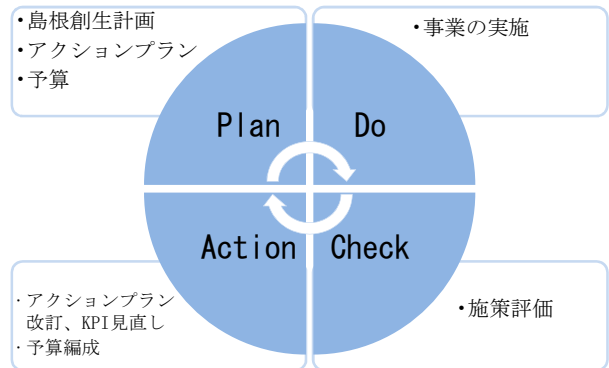 ・島根創生計画
・アクションプラン
・予算
・事業の実施
Plan
Do
Action
Check
・アクションプラン
改訂、KPI見直し
・予算編成
・施策評価